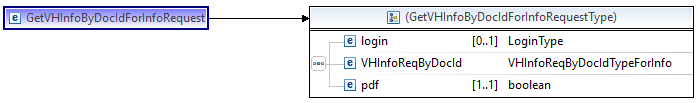 GetVHInfoByDocIdForInfoRequest
(GetVHInfoByDocIdForInfoRequestType)
e login [0..1] LoginType
e VHInfoReqByDocId VHInfoReqByDocIdTypeForInfo
e pdf [1..1] boolean